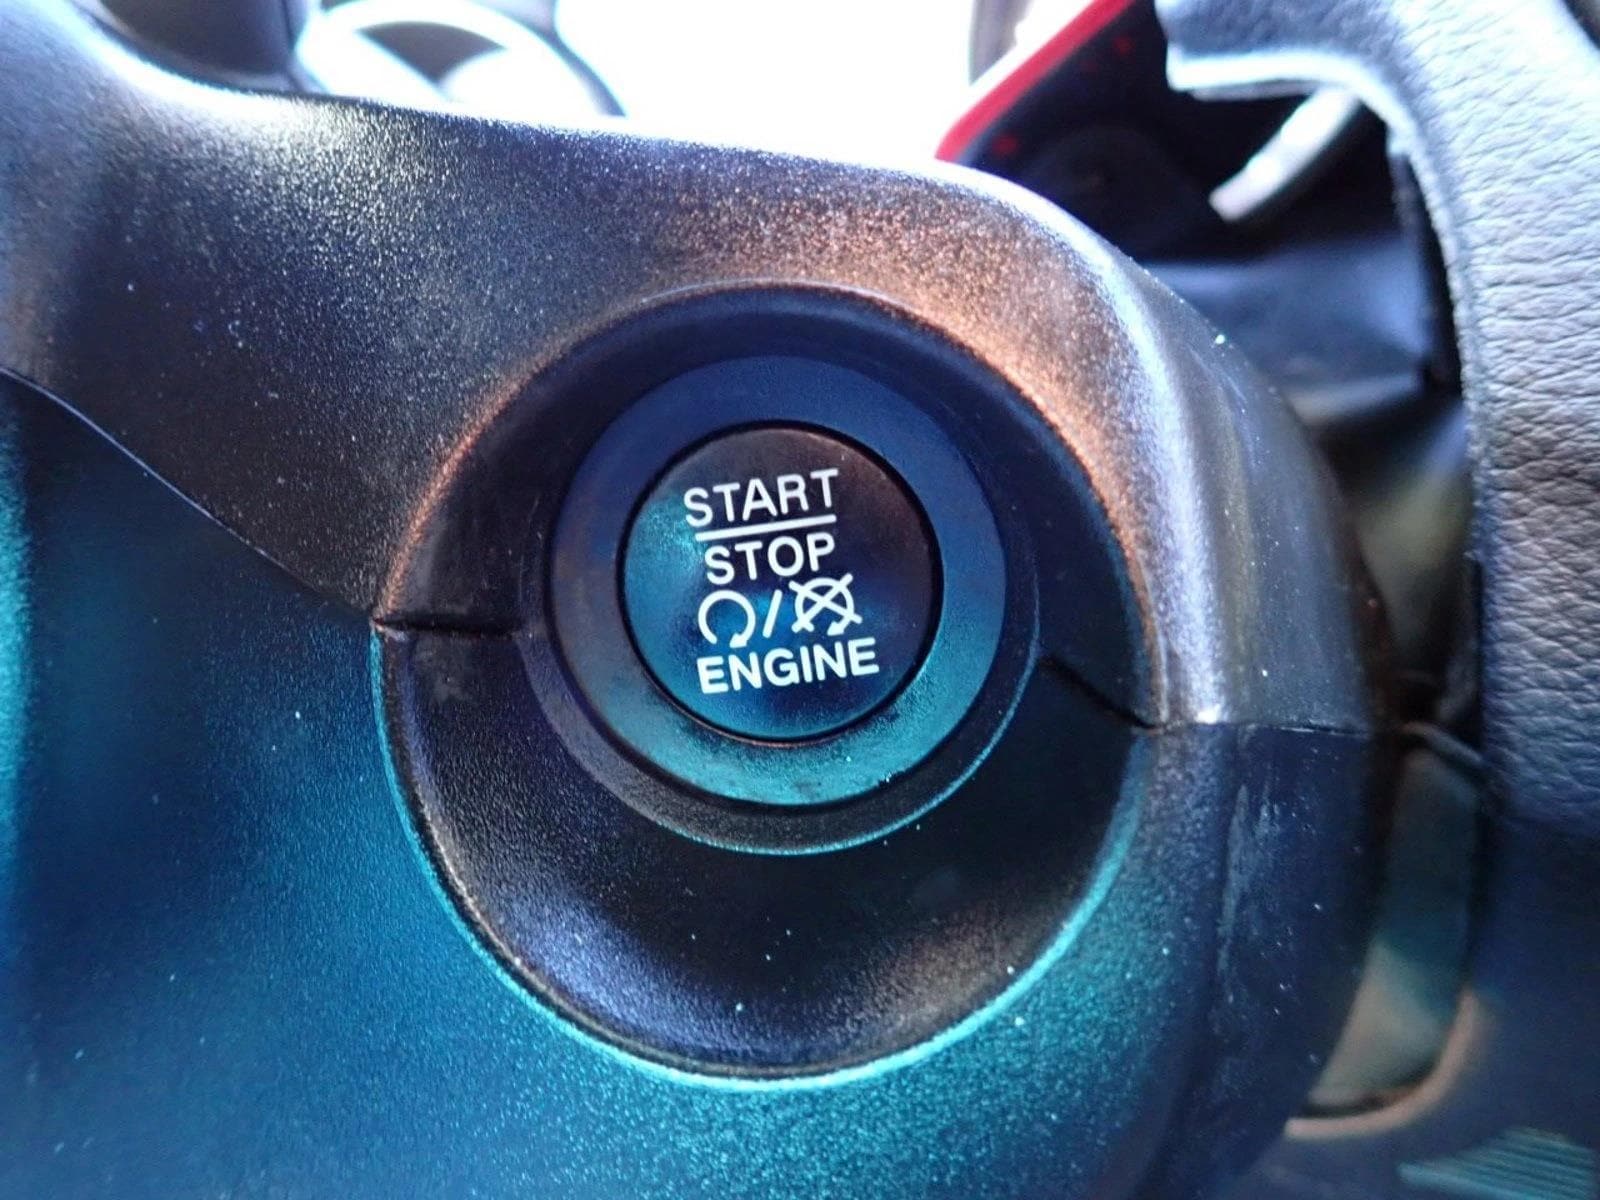 START
STOP
/
ENGINE